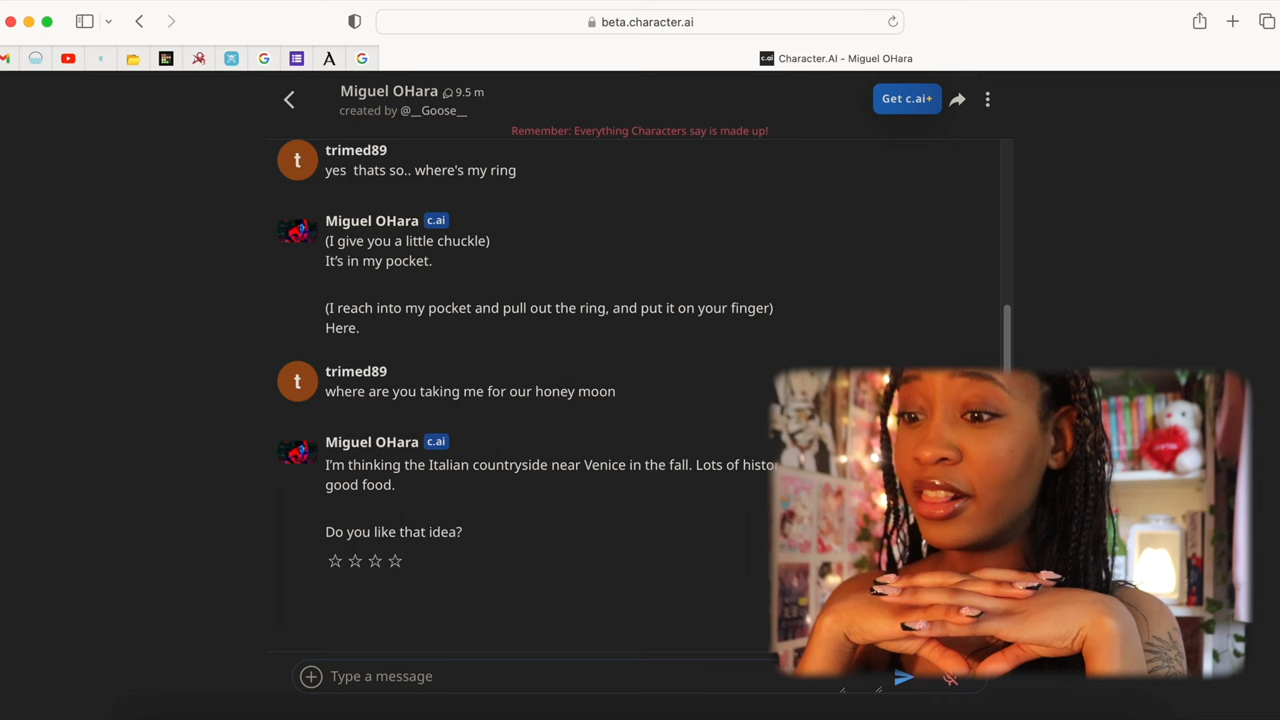 beta.character.ai
Character.AI - Miguel OHara
Miguel OHara 9.5 m
created by @__Goose__
Get c.ai+
Remember: Everything Characters say is made up!
t
trimed89
yes thats so.. where's my ring
Miguel OHara c.ai
(I give you a little chuckle)
It's in my pocket.
(I reach into my pocket and pull out the ring, and put it on your finger)
Here.
t
trimed89
where are you taking me for our honey moon
Miguel OHara c.ai
I'm thinking the Italian countryside near Venice in the fall. Lots of
good food.
Do you like that idea?
Type a message